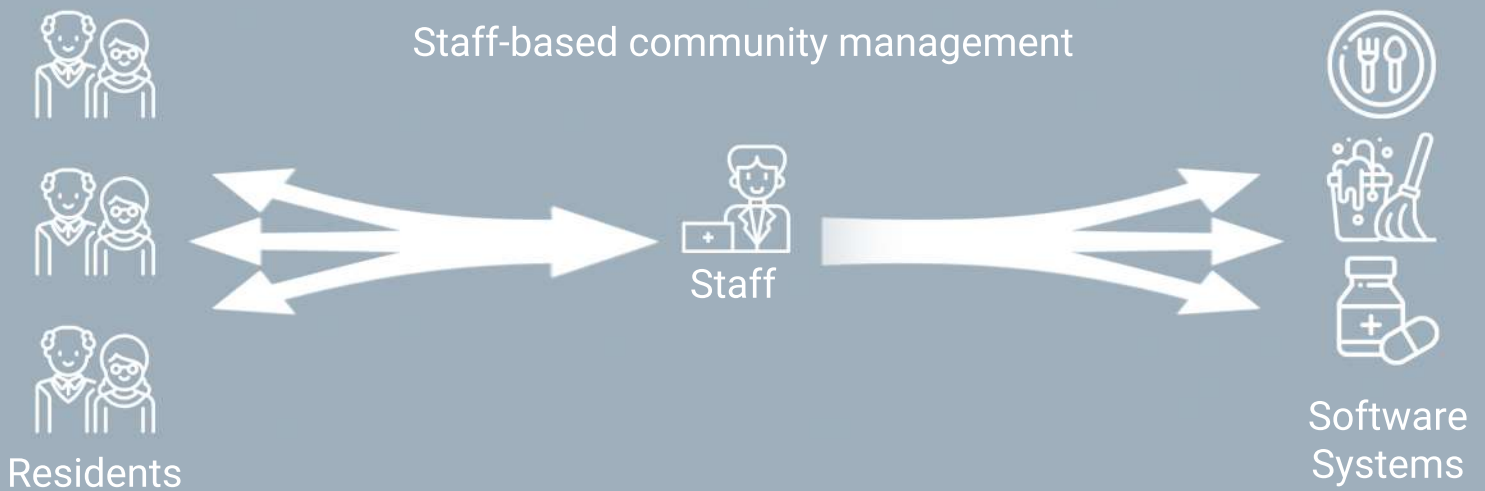 Staff-based community management
Staff
Residents
Software
Systems